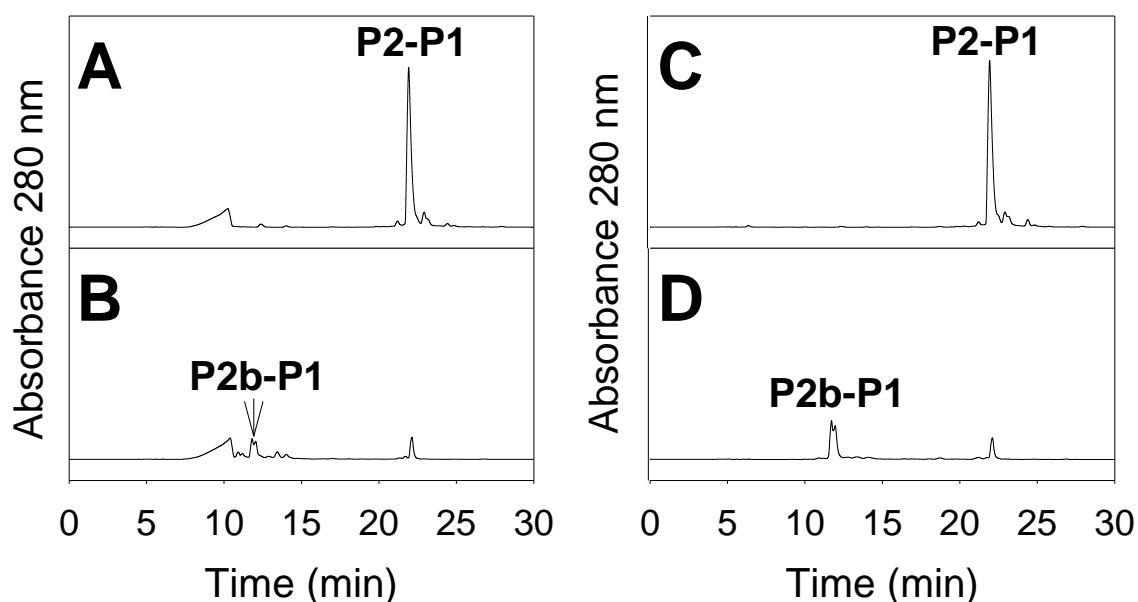 A
P2-P1
Absorbance 280 nm
B
P2b-P1
0 5 10 15 20 25 30
Time (min)
C
P2-P1
Absorbance 280 nm
D
P2b-P1
0 5 10 15 20 25 30
Time (min)